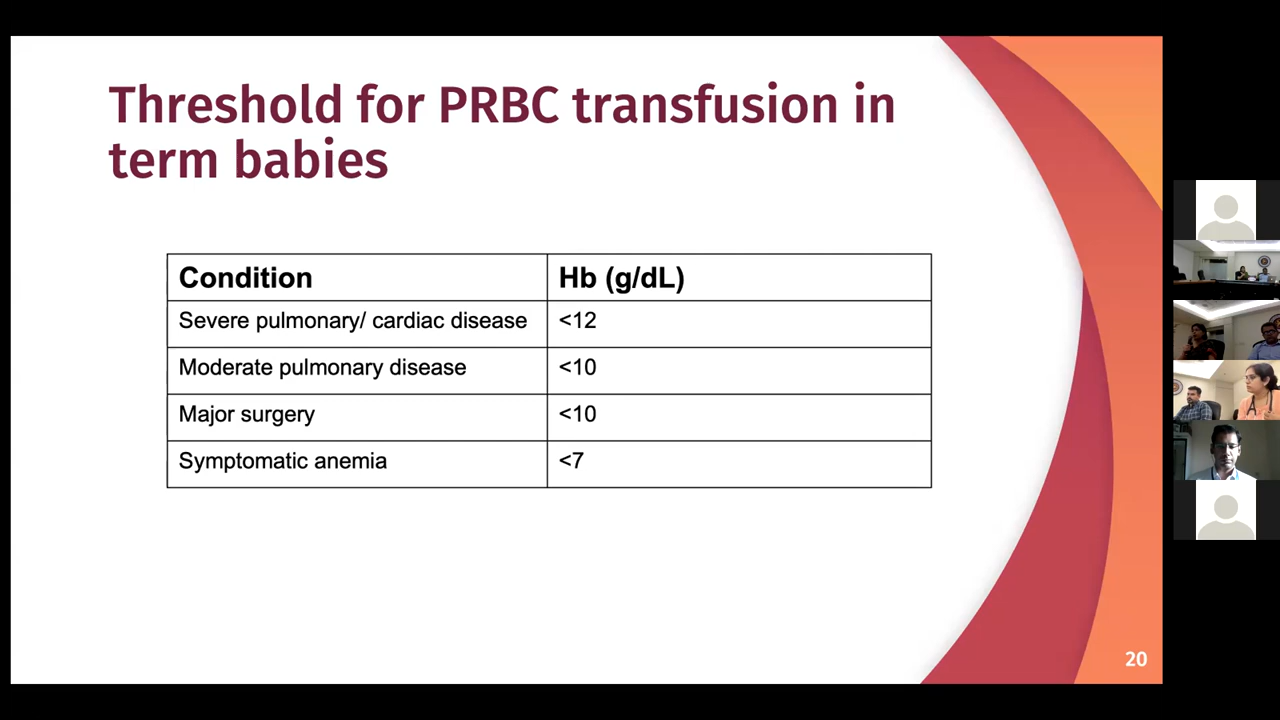 Threshold for PRBC transfusion in
term babies
Condition Hb (g/dL)
Severe pulmonary/ cardiac disease <12
Moderate pulmonary disease <10
Major surgery <10
Symptomatic anemia <7
20